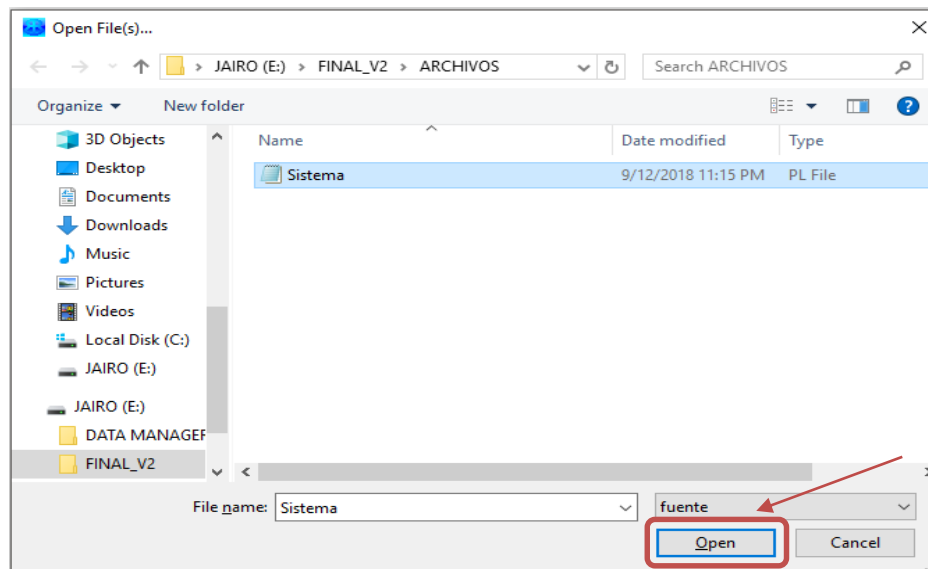 Open File(s)...
JAIRO (E:) > FINAL_V2 > ARCHIVOS
Search ARCHIVOS
Organize
New folder
Name
Date modified
Type
Sistema
9/12/2018 11:15 PM
PL File
3D Objects
Desktop
Documents
Downloads
Music
Pictures
Videos
Local Disk (C:)
JAIRO (E:)
JAIRO (E:)
DATA MANAGER
FINAL_V2
File name: Sistema
fuente
Open
Cancel